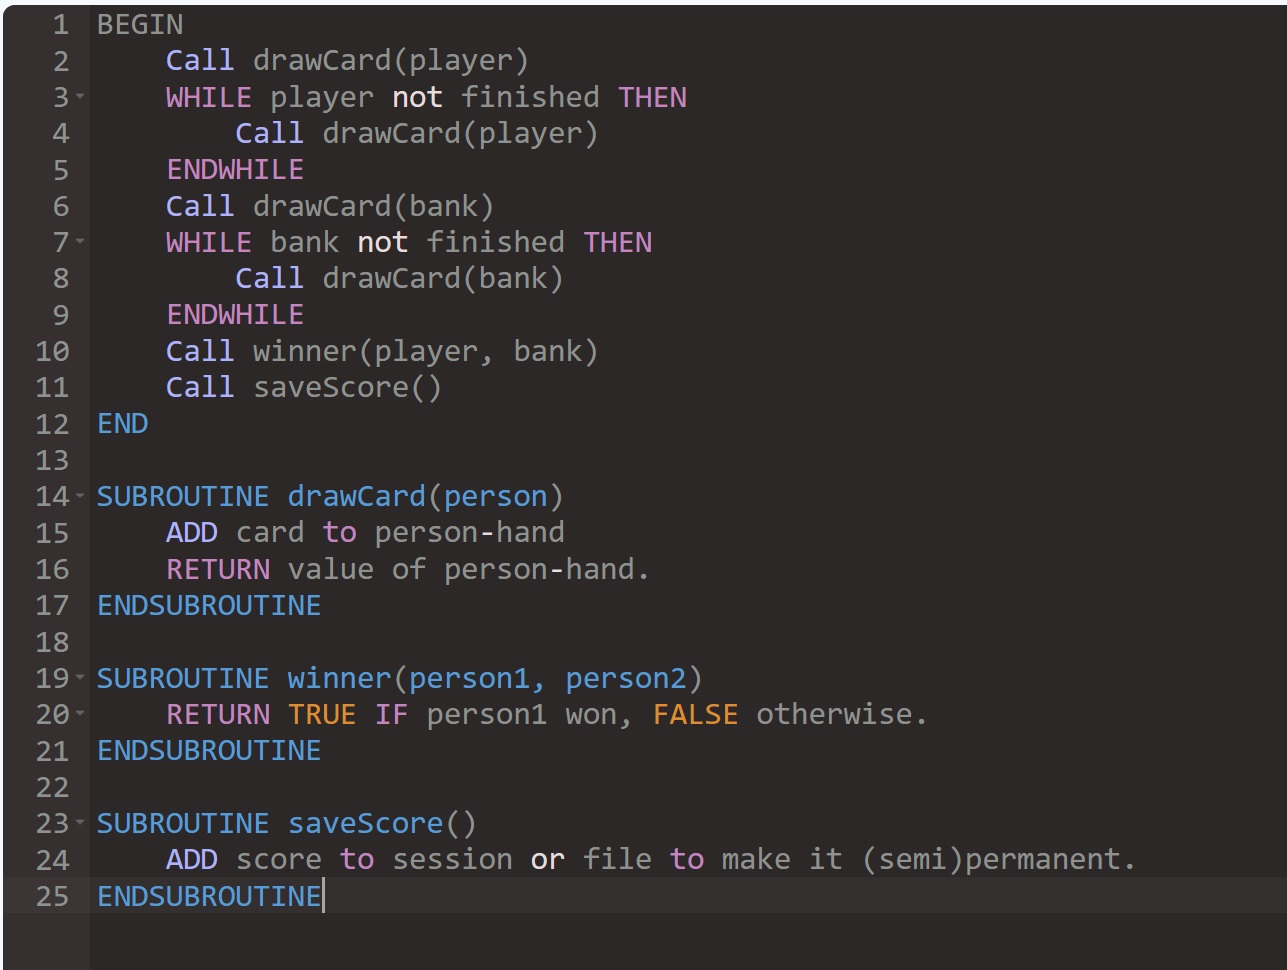 1 BEGIN
2     Call drawCard(player)
3     WHILE player not finished THEN
4         Call drawCard(player)
5     ENDWHILE
6     Call drawCard(bank)
7     WHILE bank not finished THEN
8         Call drawCard(bank)
9     ENDWHILE
10     Call winner(player, bank)
11     Call saveScore()
12 END
13
14 SUBROUTINE drawCard(person)
15     ADD card to person-hand
16     RETURN value of person-hand.
17 ENDSUBROUTINE
18
19 SUBROUTINE winner(person1, person2)
20     RETURN TRUE IF person1 won, FALSE otherwise.
21 ENDSUBROUTINE
22
23 SUBROUTINE saveScore()
24     ADD score to session or file to make it (semi)permanent.
25 ENDSUBROUTINE